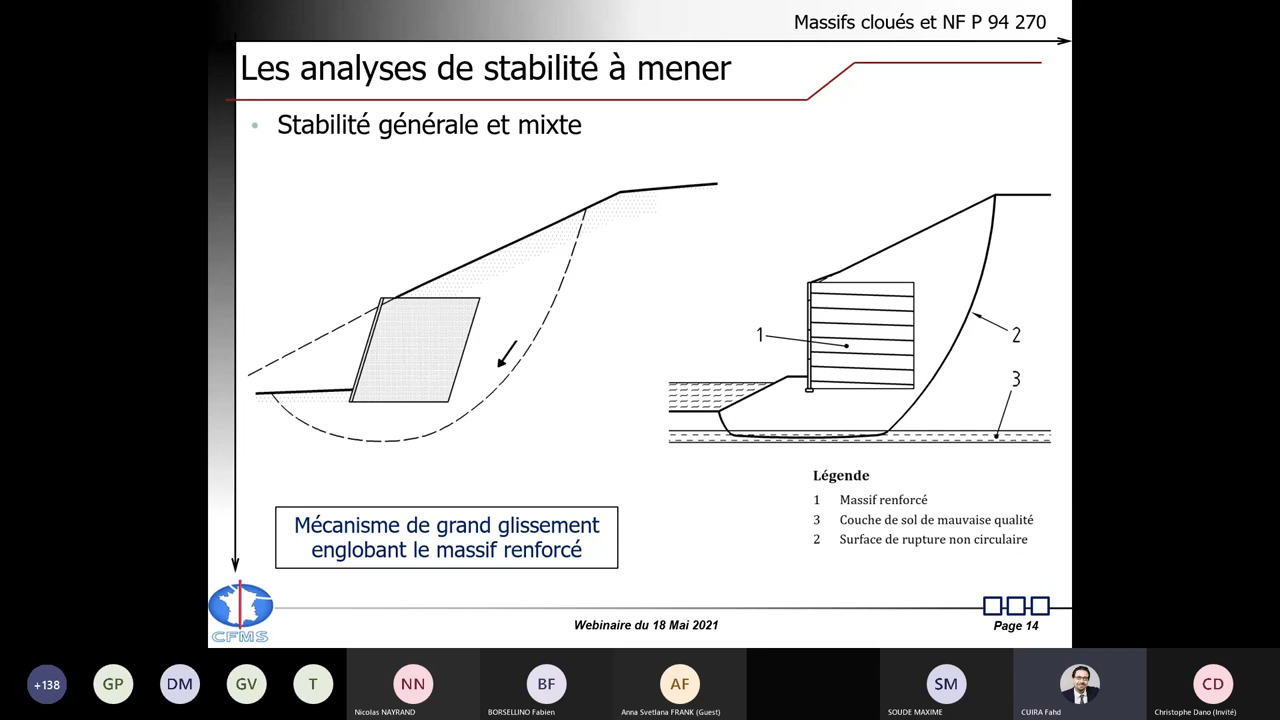 Massifs cloués et NF P 94 270
Les analyses de stabilité à mener
• Stabilité générale et mixte
1
2
3
Légende
1 Massif renforcé
3 Couche de sol de mauvaise qualité
2 Surface de rupture non circulaire
Mécanisme de grand glissement
englobant le massif renforcé
CFMS
Webinaire du 18 Mai 2021
Page 14
+138
GP
DM
GV
T
NN
Nicolas NAYRAND
BF
BORSELLINO Fabien
AF
Anna Svetlana FRANK (Guest)
SM
SOUDE MAXIME
CUIRA Fahd
CD
Christophe Dano (Invité)